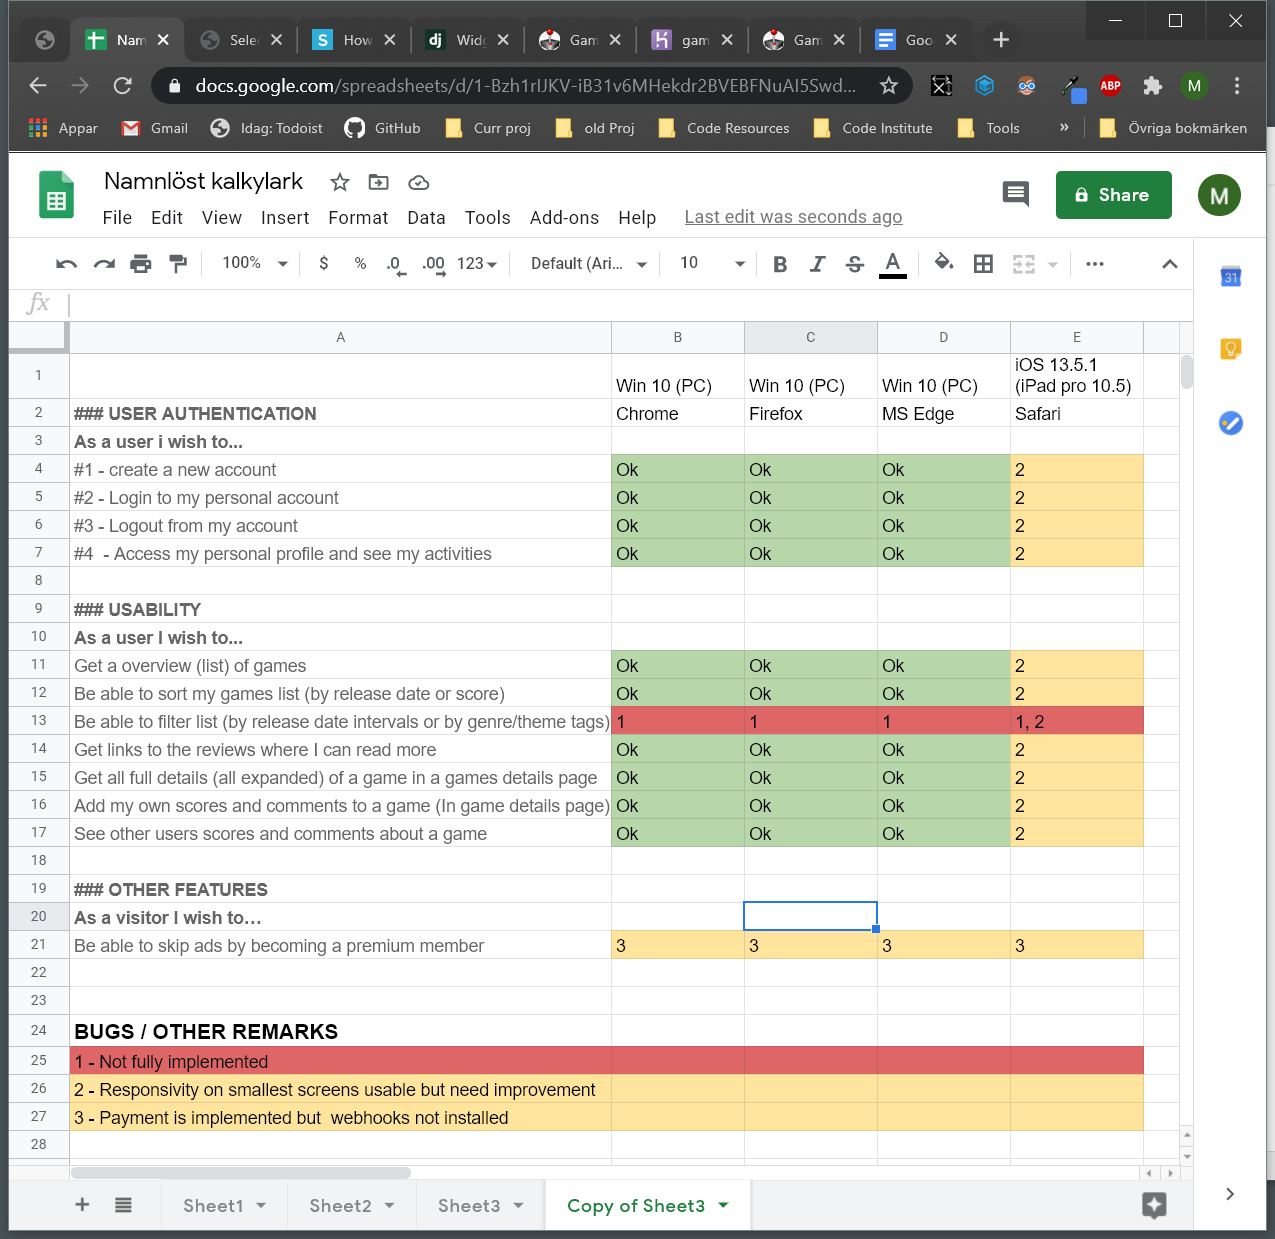 Nam
Sele
How
Widg
Gam
gam
Gam
Goo
docs.google.com/spreadsheets/d/1-Bzh1rIJKV-iB31v6MHekdr2BVEBFNuAI5Swd...
ABP
M
Appar
Gmail
Idag: Todoist
GitHub
Curr proj
old Proj
Code Resources
Code Institute
Tools
»
Övriga bokmärken
Namnlöst kalkylark
Share
M
File Edit View Insert Format Data Tools Add-ons Help Last edit was seconds ago
100% $ % .0 .00 123 Default (Ari... 10 B I S A ...
31
fx
A B C D E
1 Win 10 (PC) Win 10 (PC) Win 10 (PC) iOS 13.5.1
(iPad pro 10.5)
2 ### USER AUTHENTICATION Chrome Firefox MS Edge Safari
3 As a user i wish to...
4 #1 - create a new account Ok Ok Ok 2
5 #2 - Login to my personal account Ok Ok Ok 2
6 #3 - Logout from my account Ok Ok Ok 2
7 #4  - Access my personal profile and see my activities Ok Ok Ok 2
8
9 ### USABILITY
10 As a user I wish to...
11 Get a overview (list) of games Ok Ok Ok 2
12 Be able to sort my games list (by release date or score) Ok Ok Ok 2
13 Be able to filter list (by release date intervals or by genre/theme tags) 1 1 1 1, 2
14 Get links to the reviews where I can read more Ok Ok Ok 2
15 Get all full details (all expanded) of a game in a games details page Ok Ok Ok 2
16 Add my own scores and comments to a game (In game details page) Ok Ok Ok 2
17 See other users scores and comments about a game Ok Ok Ok 2
18
19 ### OTHER FEATURES
20 As a visitor I wish to...
21 Be able to skip ads by becoming a premium member 3 3 3 3
22
23
24 BUGS / OTHER REMARKS
25 1 - Not fully implemented
26 2 - Responsivity on smallest screens usable but need improvement
27 3 - Payment is implemented but  webhooks not installed
28
Sheet1 Sheet2 Sheet3 Copy of Sheet3